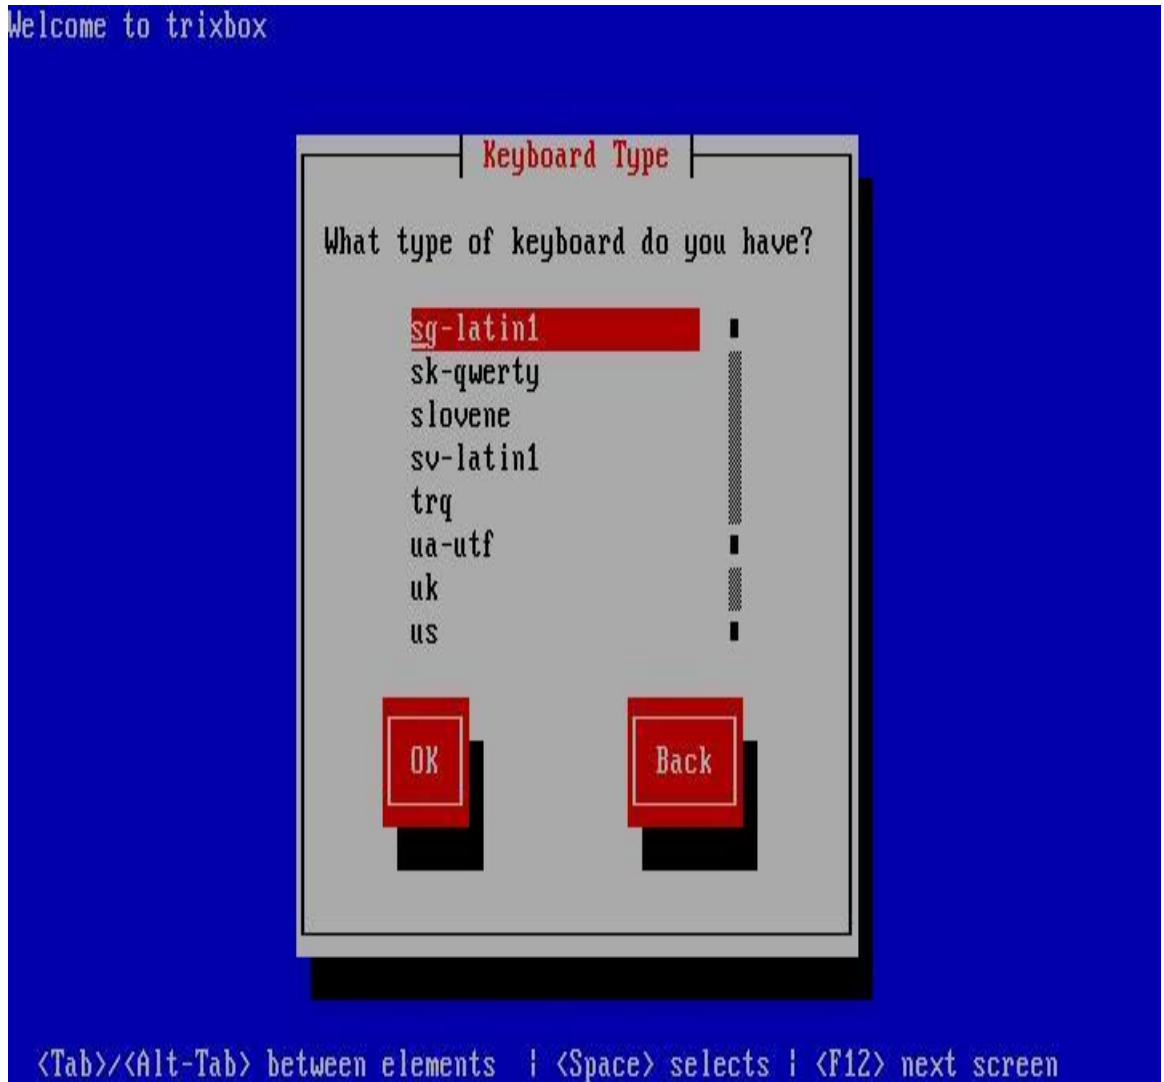 Welcome to trixbox
Keyboard Type
What type of keyboard do you have?
sg-latin1
sk-qwerty
slovene
sv-latin1
trq
ua-utf
uk
us
OK Back
<Tab>/<Alt-Tab> between elements | <Space> selects | <F12> next screen